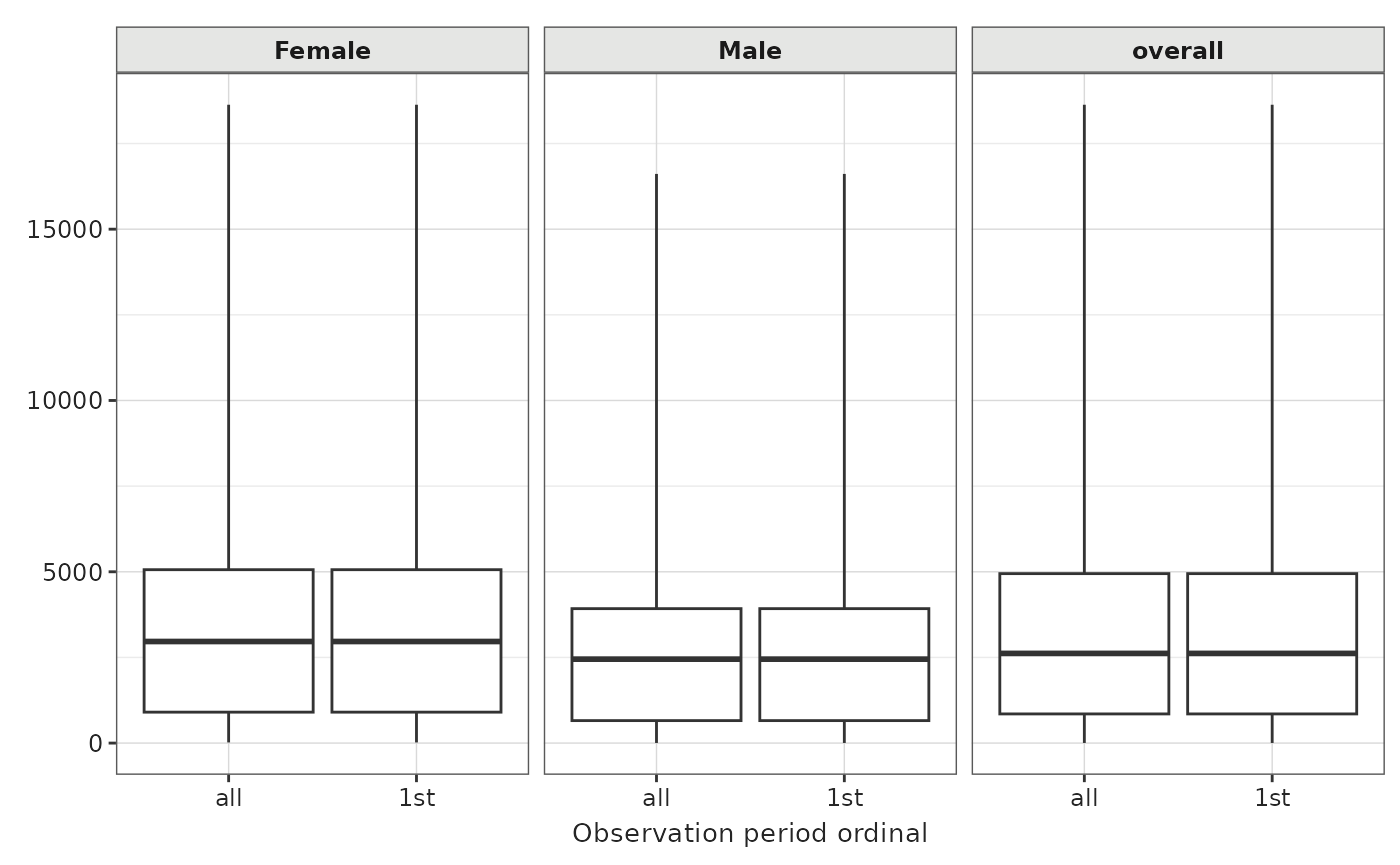 Female Male overall
15000
10000
5000
0
all 1st all 1st all 1st
Observation period ordinal